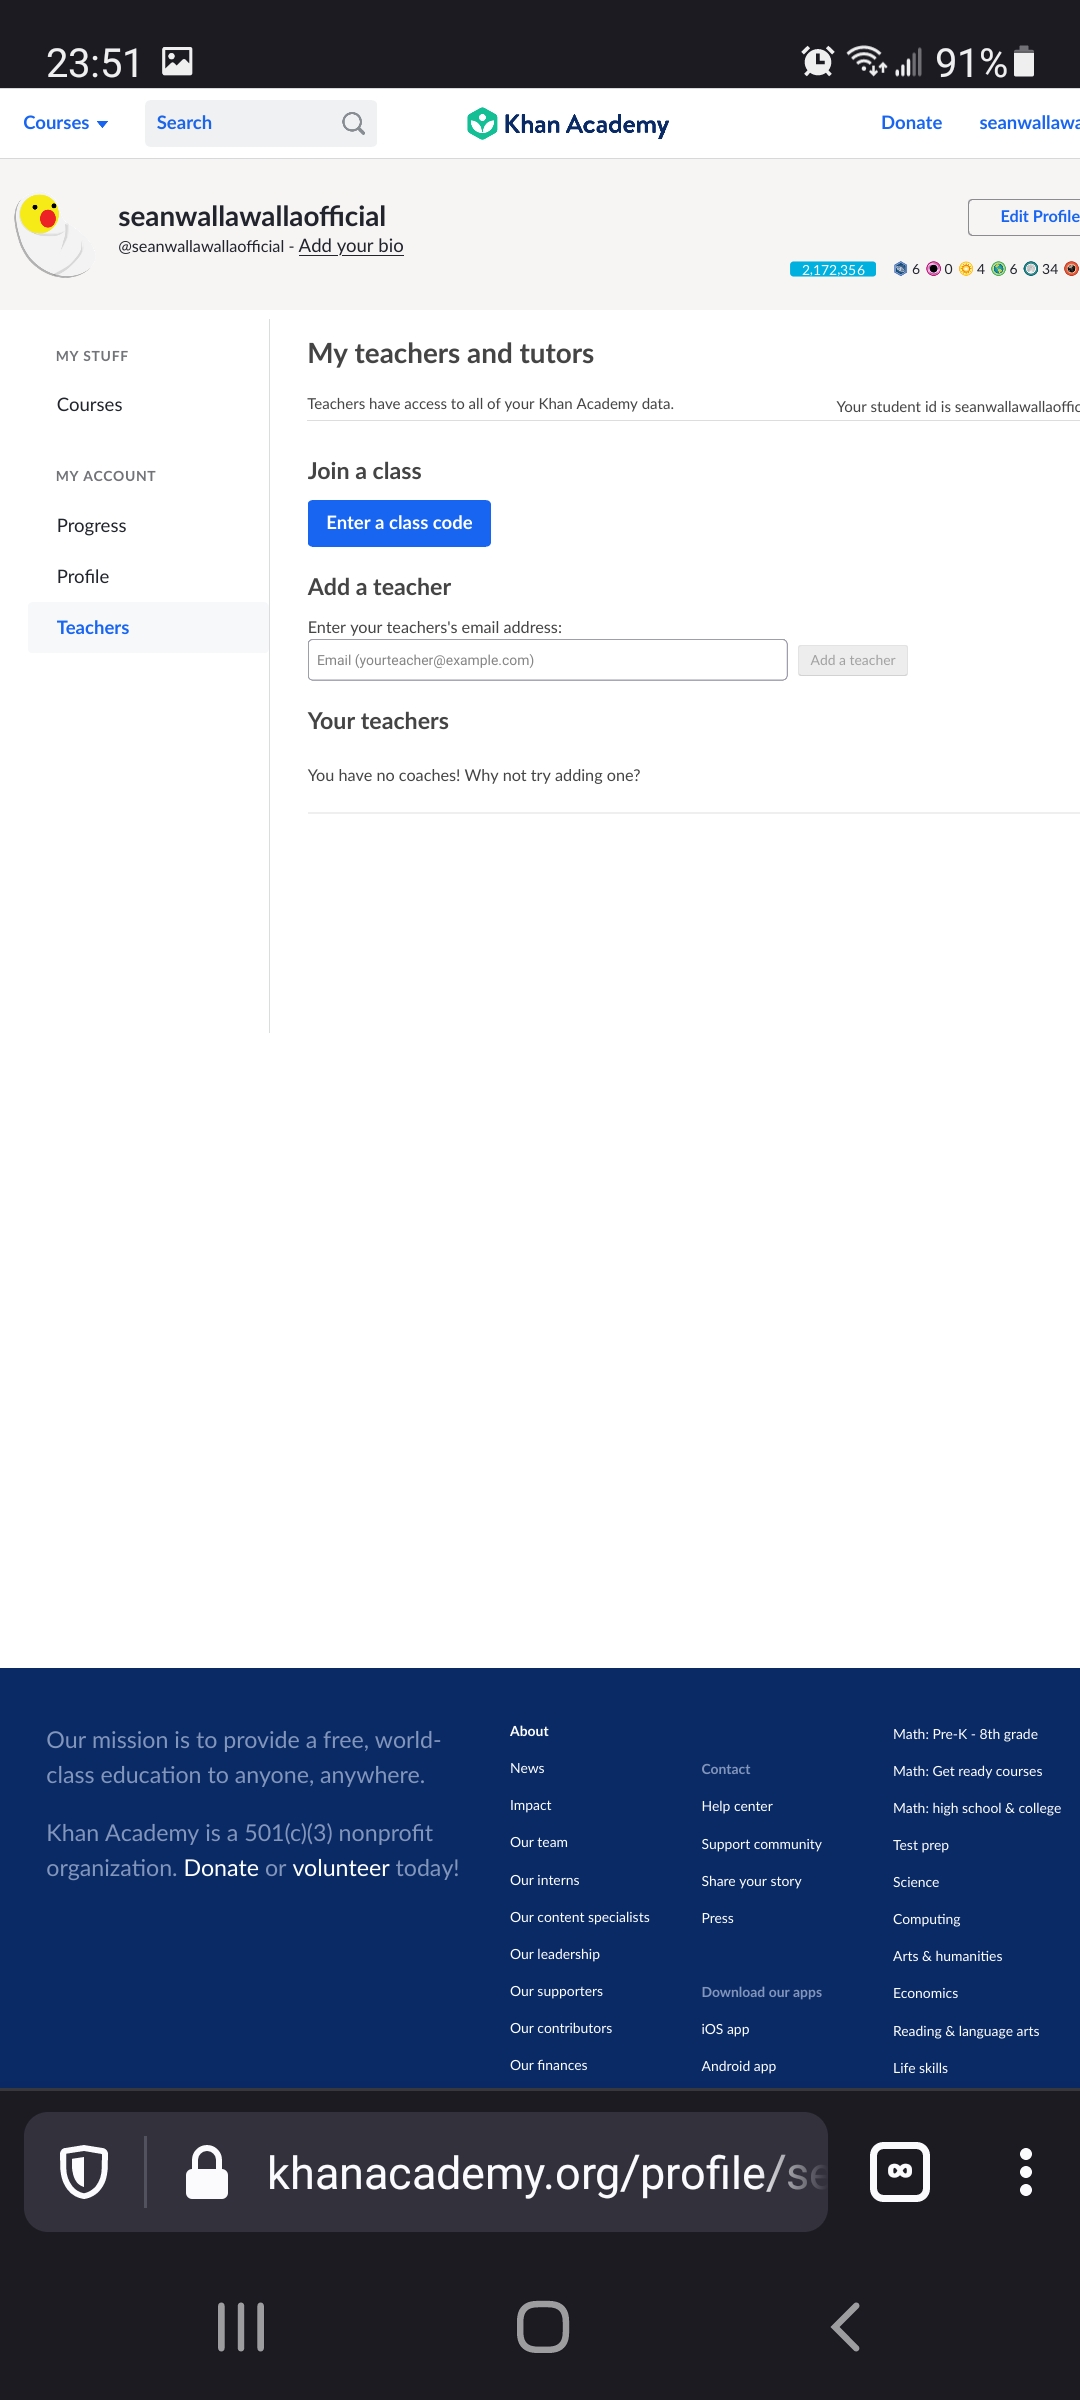 23:51
91%
Courses
Search
Khan Academy
Donate
seanwallawa
seanwallawallaofficial
@seanwallawallaofficial - Add your bio
Edit Profile
2,172,356 6 0 4 6 34
MY STUFF
Courses
MY ACCOUNT
Progress
Profile
Teachers
My teachers and tutors
Teachers have access to all of your Khan Academy data.
Your student id is seanwallawallaoffic
Join a class
Enter a class code
Add a teacher
Enter your teachers's email address:
Email (yourteacher@example.com)
Add a teacher
Your teachers
You have no coaches! Why not try adding one?
Our mission is to provide a free, world-
class education to anyone, anywhere.
Khan Academy is a 501(c)(3) nonprofit
organization. Donate or volunteer today!
About
News
Impact
Our team
Our interns
Our content specialists
Our leadership
Our supporters
Our contributors
Our finances
Contact
Help center
Support community
Share your story
Press
Download our apps
iOS app
Android app
Math: Pre-K - 8th grade
Math: Get ready courses
Math: high school & college
Test prep
Science
Computing
Arts & humanities
Economics
Reading & language arts
Life skills
khanacademy.org/profile/se
∞